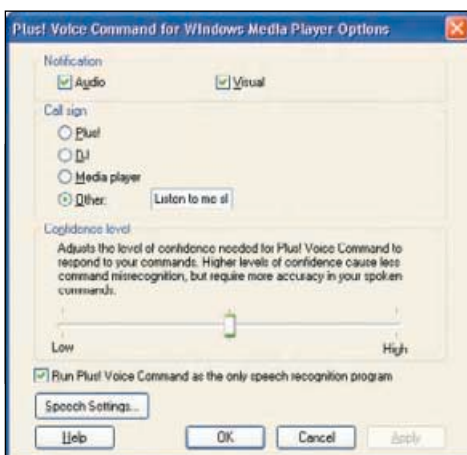 Plus! Voice Command for Windows Media Player Options
Notification
Audio Visual
Call sign
Plus!
DJ
Media player
Other: Listen to me sl
Confidence level
Adjusts the level of confidence needed for Plus! Voice Command to
respond to your commands. Higher levels of confidence cause less
command misrecognition, but require more accuracy in your spoken
commands.
Low High
Run Plus! Voice Command as the only speech recognition program
Speech Settings...
Help OK Cancel Apply